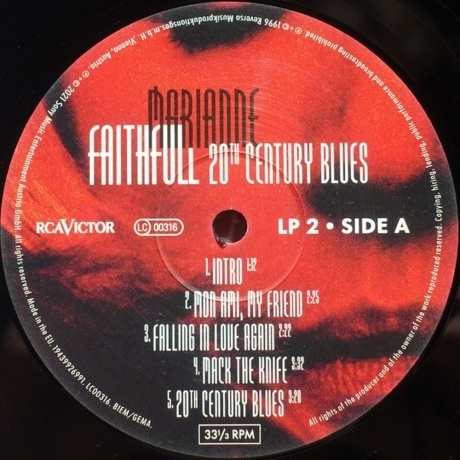 MARIANNE
FAITHFULL 20TH CENTURY BLUES
RCAVICTOR LC 00316 LP 2 • SIDE A
1. INTRO 1:12
2. MON AMI, MY FRIEND 2:25
3. FALLING IN LOVE AGAIN 2:22
4. MACK THE KNIFE 3:32
5. 20TH CENTURY BLUES 3:20
33⅓ RPM
℗ 1996 Reverso Musikproduktionsges.m.b.H., Vienna, Austria. ℗ + © 2021 Sony Music Entertainment Austria GmbH. All rights reserved. Made in the EU. 19439926991. LC00316. BIEM/GEMA.
All rights of the producer and of the owner of the work reproduced reserved. Copying, hiring, lending, public performance and broadcasting prohibited.